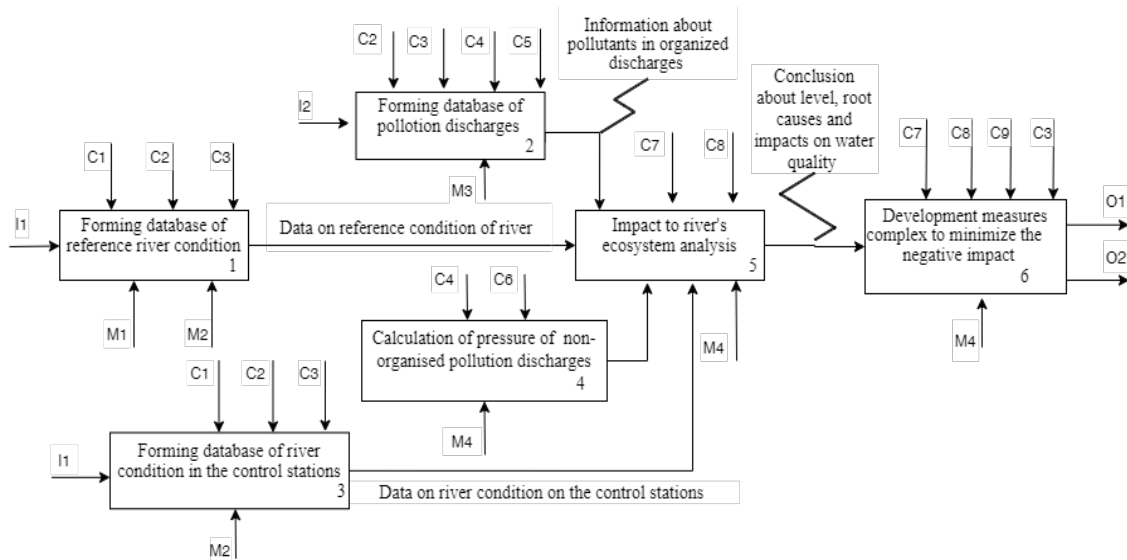 C2
C3
C4
C5
Information about
pollutants in organized
discharges
I2
Forming database of
pollotion discharges
2
M3
Conclusion
about level, root
causes and
impacts on water
quality
C1
C2
C3
I1
Forming database of
reference river condition
1
M1
M2
Data on reference condition of river
C7
C8
Impact to river's
ecosystem analysis
5
M4
C7
C8
C9
C3
Development measures
complex to minimize the
negative impact
6
O1
O2
M4
C4
C6
Calculation of pressure of non-
organised pollution discharges
4
M4
C1
C2
C3
I1
Forming database of river
condition in the control stations
3
M2
Data on river condition on the control stations